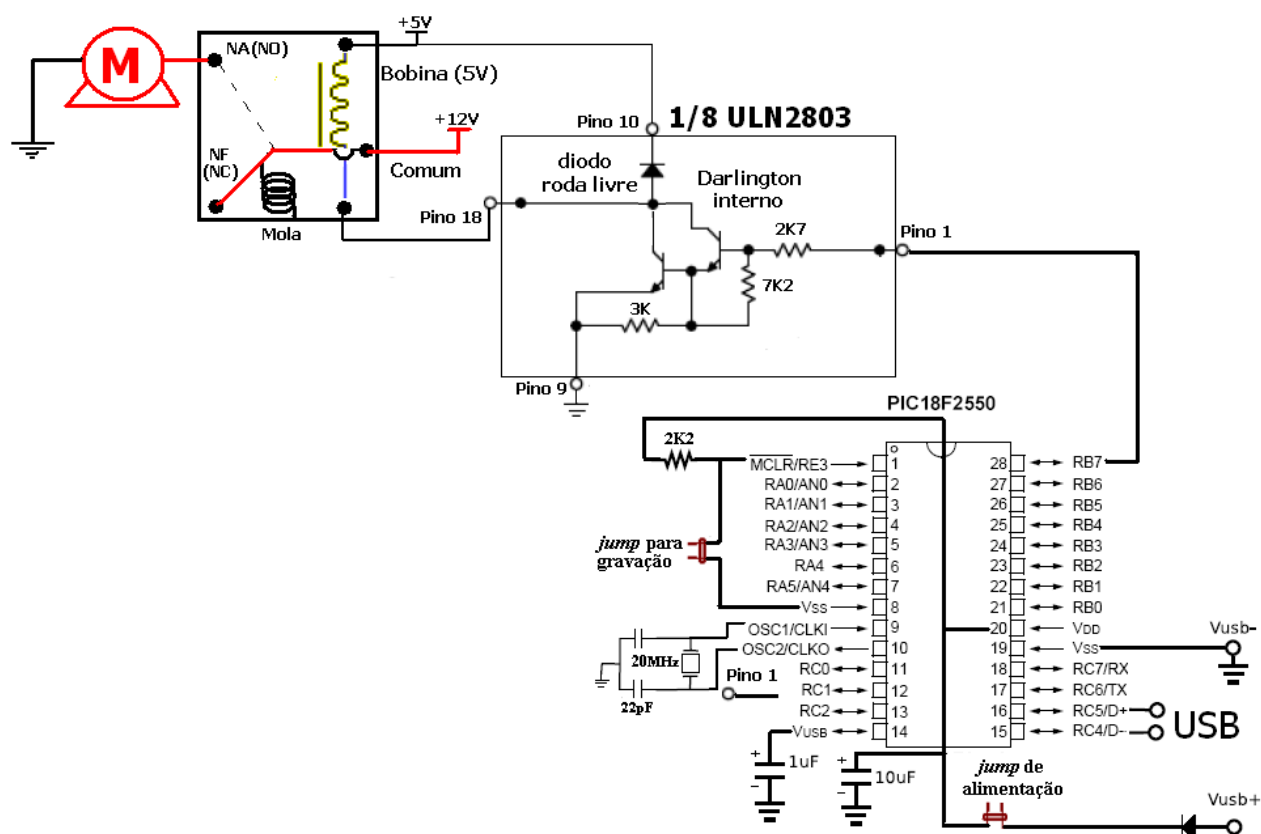 +5V
NA(NO)
M
Bobina (5V)
+12V
NF
(NC)
Comum
Mola
Pino 10
1/8 ULN2803
diodo
roda livre
Darlington
interno
Pino 18
2K7
Pino 1
7K2
3K
Pino 9
PIC18F2550
2K2
MCLR/RE3
1
28
RB7
RA0/AN0
2
27
RB6
RA1/AN1
3
26
RB5
RA2/AN2
4
25
RB4
RA3/AN3
5
24
RB3
jump para
gravação
RA4
6
23
RB2
RA5/AN4
7
22
RB1
Vss
8
21
RB0
OSC1/CLKI
9
20
VDD
Vusb-
OSC2/CLKO
10
19
Vss
20MHz
RC0
11
18
RC7/RX
Pino 1
RC1
12
17
RC6/TX
22pF
RC2
13
16
RC5/D+
USB
VUSB
14
15
RC4/D-
+
1uF
-
+
10uF
-
jump de
alimentação
Vusb+